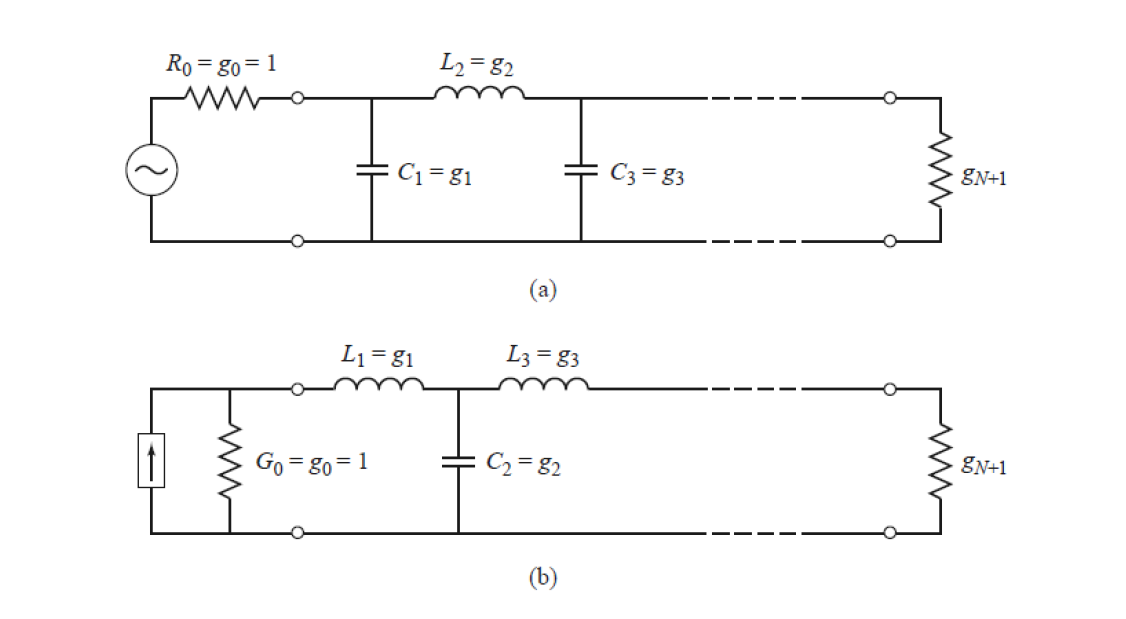 R₀ = g₀ = 1
L₂ = g₂
C₁ = g₁
C₃ = g₃
gN+1
(a)
L₁ = g₁
L₃ = g₃
G₀ = g₀ = 1
C₂ = g₂
gN+1
(b)